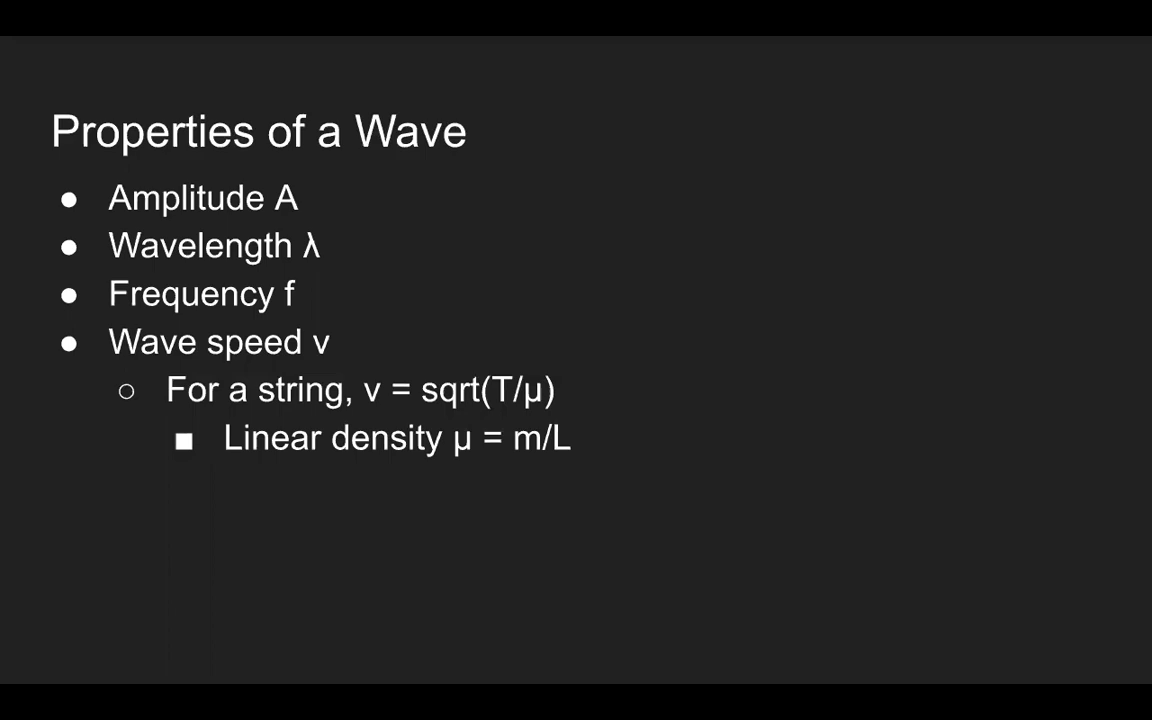 Properties of a Wave
● Amplitude A
● Wavelength λ
● Frequency f
● Wave speed v
○ For a string, v = sqrt(T/μ)
■ Linear density μ = m/L